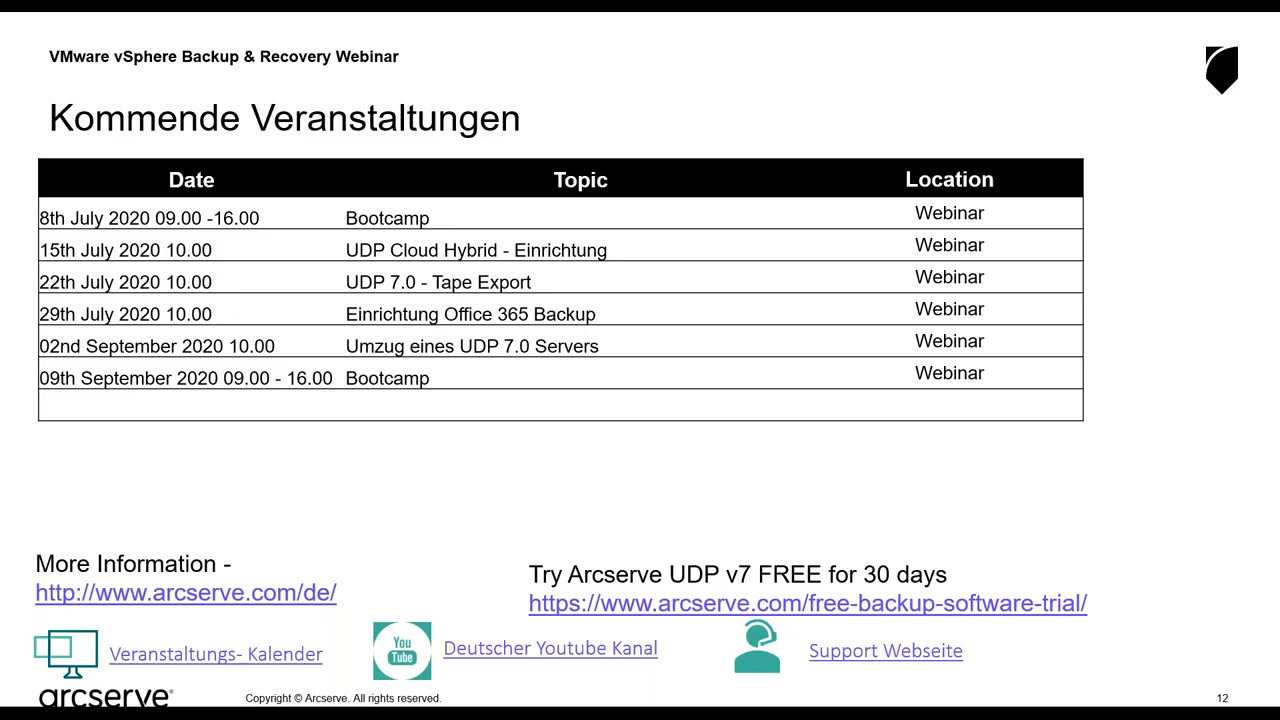 VMware vSphere Backup & Recovery Webinar
Kommende Veranstaltungen
Date Topic Location
8th July 2020 09.00 -16.00 Bootcamp Webinar
15th July 2020 10.00 UDP Cloud Hybrid - Einrichtung Webinar
22th July 2020 10.00 UDP 7.0 - Tape Export Webinar
29th July 2020 10.00 Einrichtung Office 365 Backup Webinar
02nd September 2020 10.00 Umzug eines UDP 7.0 Servers Webinar
09th September 2020 09.00 - 16.00 Bootcamp Webinar
More Information -
http://www.arcserve.com/de/
Try Arcserve UDP v7 FREE for 30 days
https://www.arcserve.com/free-backup-software-trial/
Veranstaltungs- Kalender
You
Tube
Deutscher Youtube Kanal
Support Webseite
arcserve®
Copyright © Arcserve. All rights reserved.
12